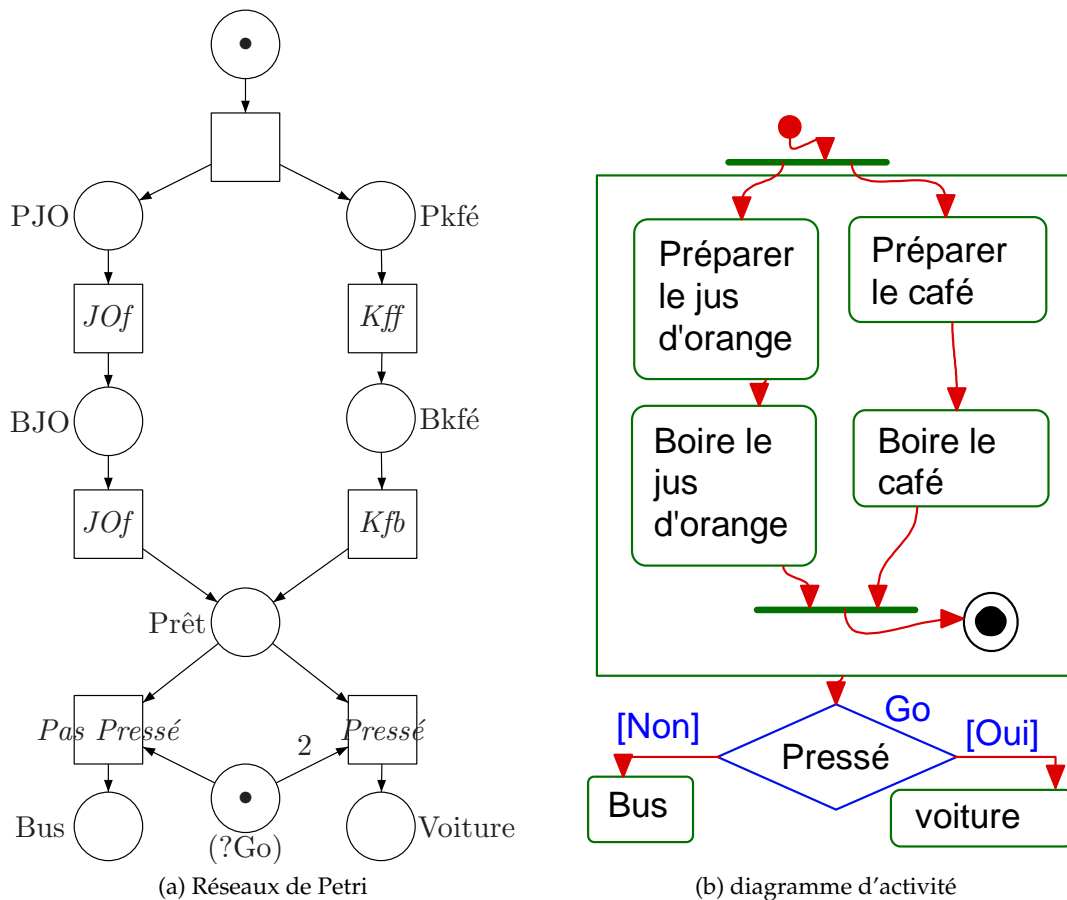 PJO
Pkfé
JOf
Kff
BJO
Bkfé
JOf
Kfb
Prêt
Pas Pressé
2
Pressé
Bus
(?Go)
Voiture
(a) Réseaux de Petri
Préparer
le jus
d'orange
Préparer
le café
Boire le
jus
d'orange
Boire le
café
Go
[Non]
[Oui]
Pressé
Bus
voiture
(b) diagramme d'activité